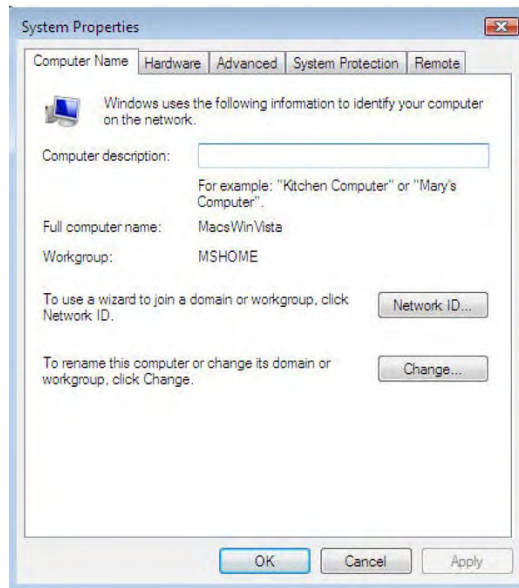 System Properties
Computer Name Hardware Advanced System Protection Remote
Windows uses the following information to identify your computer
on the network.
Computer description:
For example: "Kitchen Computer" or "Mary's
Computer".
Full computer name: MacsWinVista
Workgroup: MSHOME
To use a wizard to join a domain or workgroup, click
Network ID.
Network ID...
To rename this computer or change its domain or
workgroup, click Change.
Change...
OK Cancel Apply